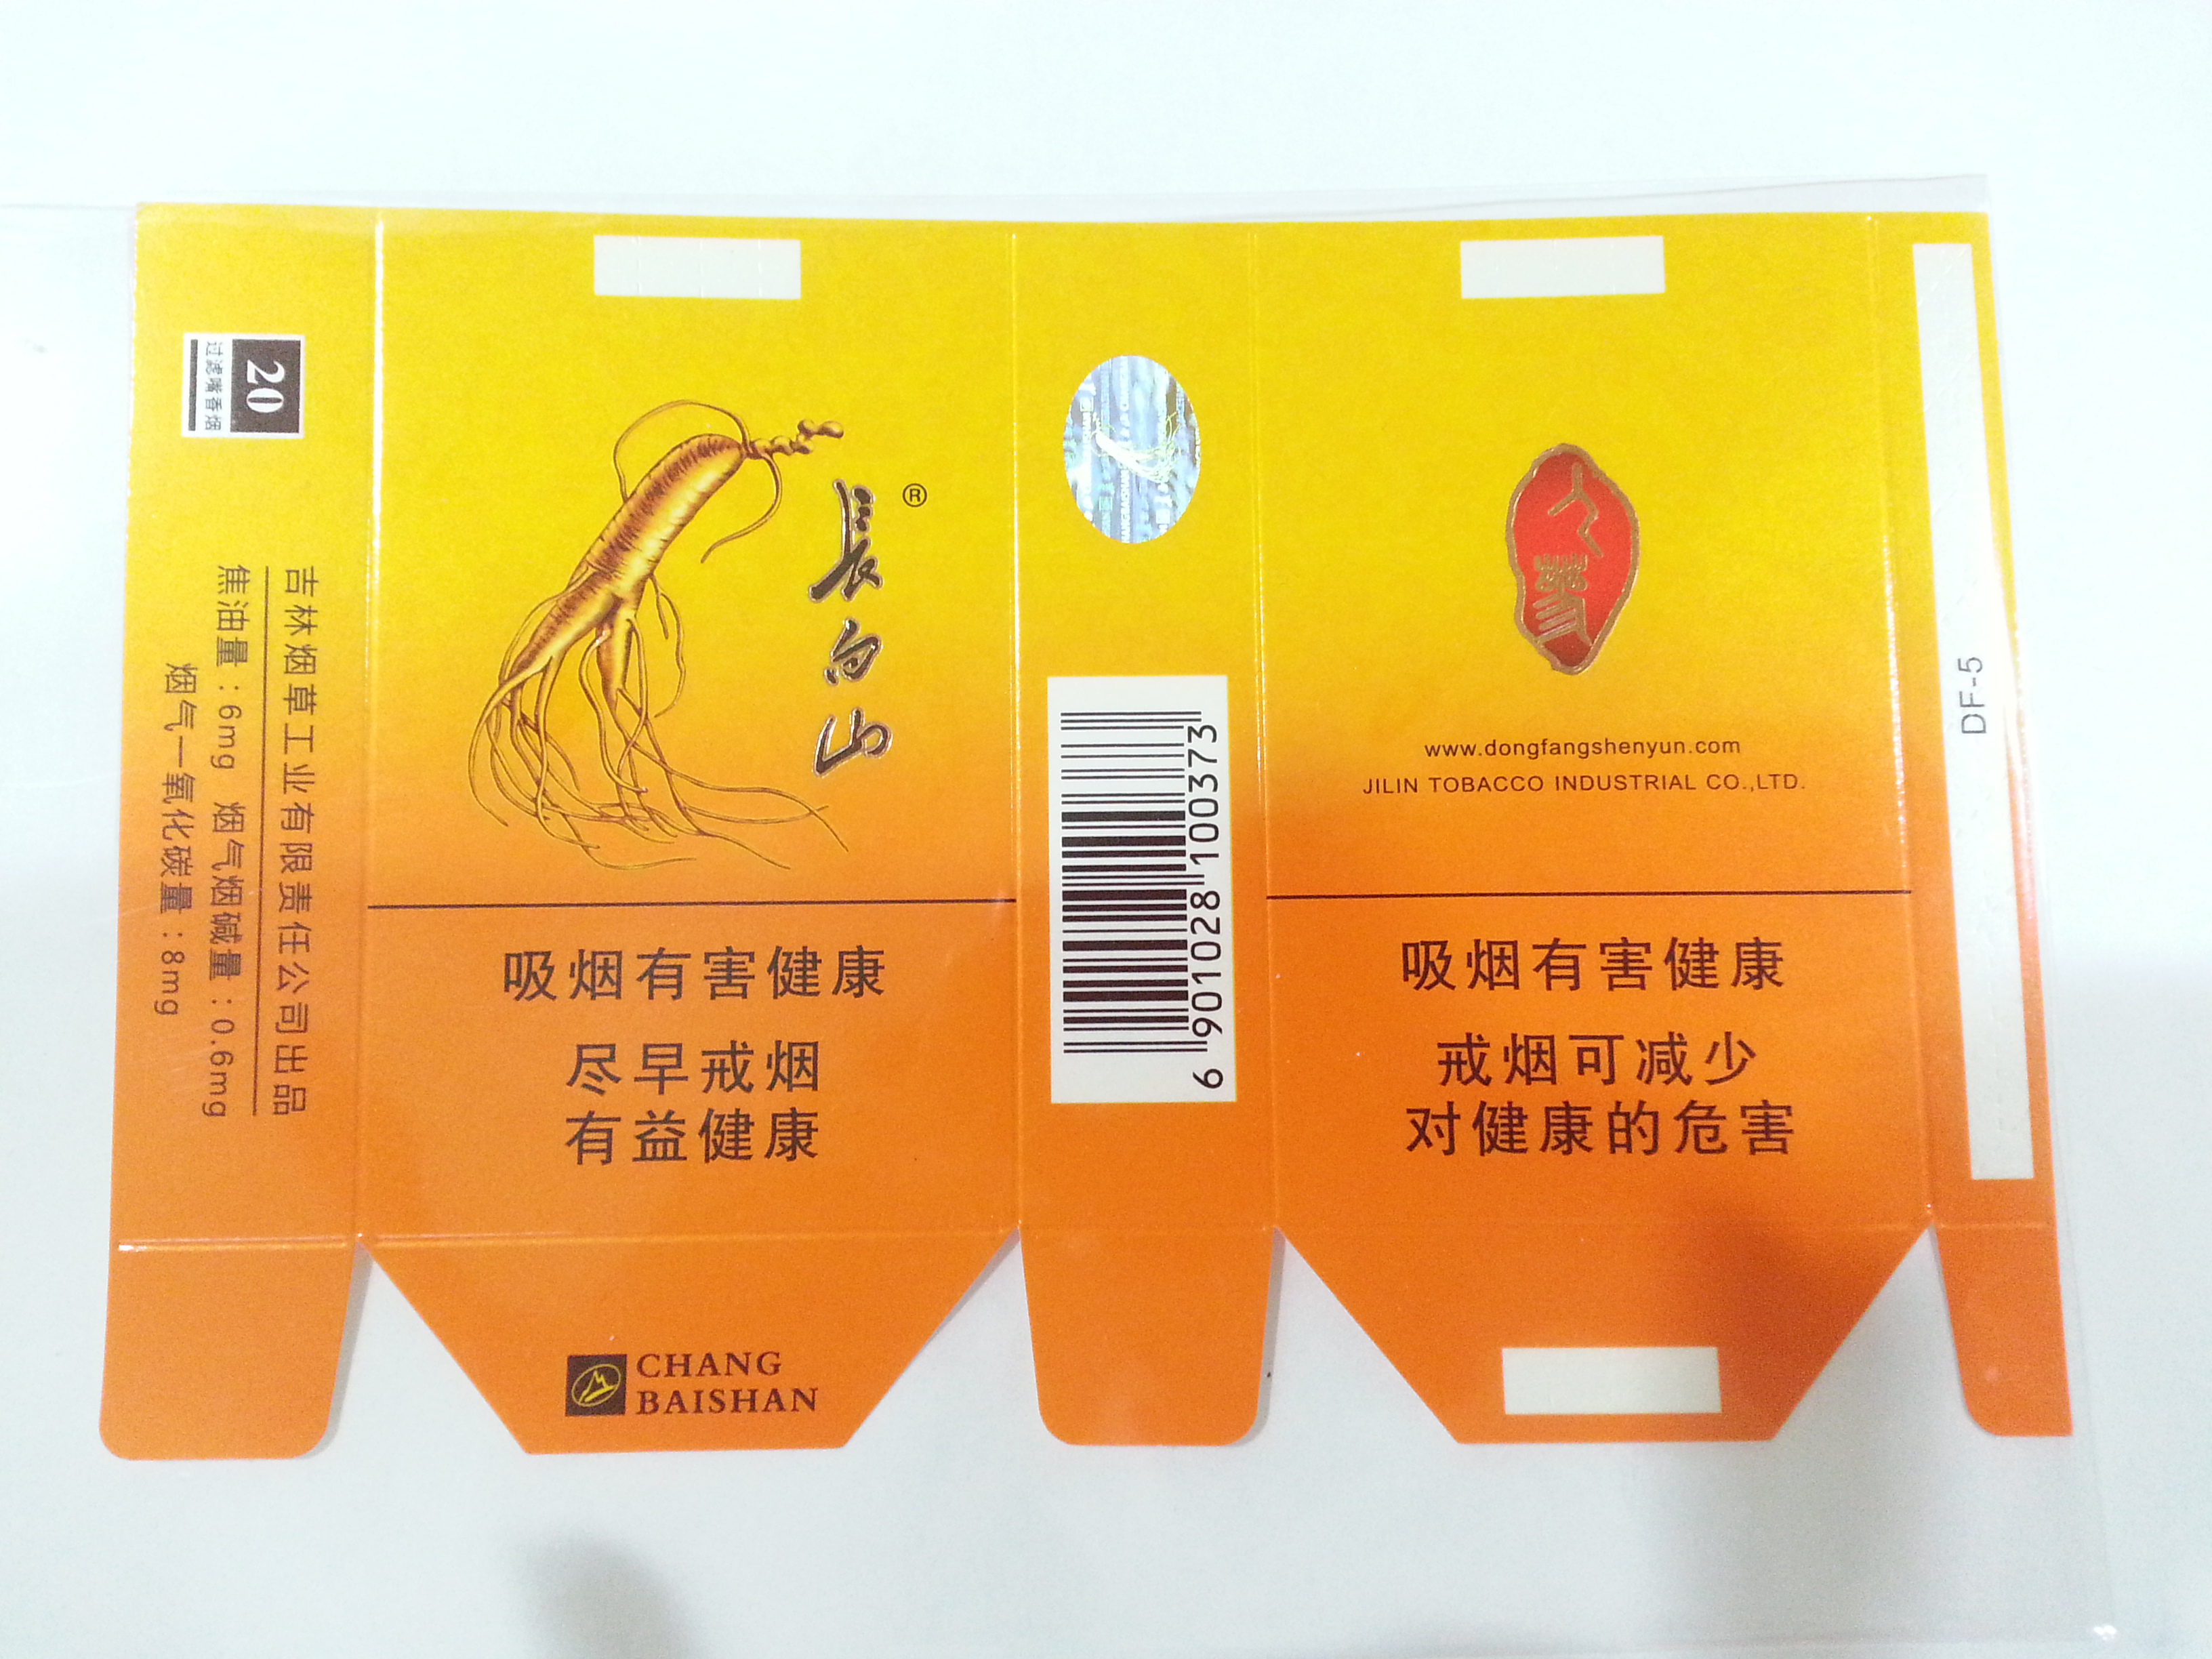 20
过滤嘴香烟
吉林烟草工业有限责任公司出品
焦油量：6mg 烟气烟碱量：0.6mg
烟气一氧化碳量：8mg
長白山
®
吸烟有害健康
尽早戒烟
有益健康
CHANG
BAISHAN
6 901028 100373
人参
www.dongfangshenyun.com
JILIN TOBACCO INDUSTRIAL CO.,LTD.
吸烟有害健康
戒烟可减少
对健康的危害
DF-5